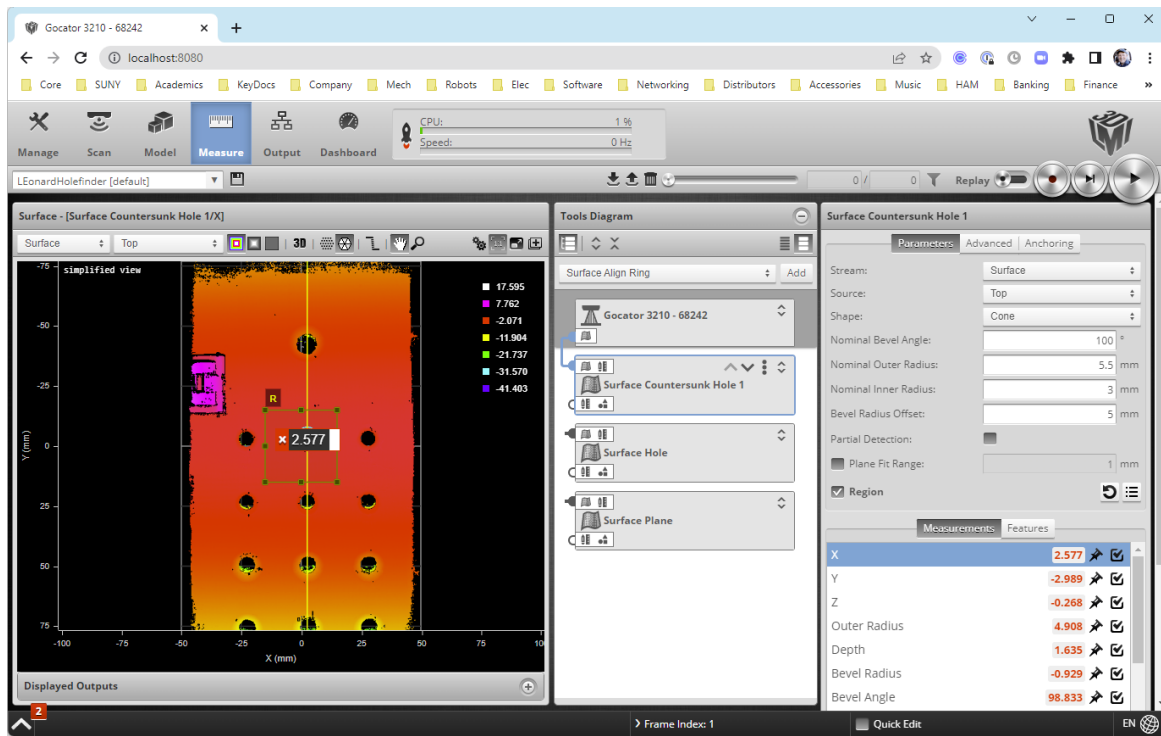 Gocator 3210 - 68242
localhost:8080
Core SUNY Academics KeyDocs Company Mech Robots Elec Software Networking Distributors Accessories Music HAM Banking Finance »
Manage Scan Model Measure Output Dashboard
CPU: 1 %
Speed: 0 Hz
LEonardHolefinder [default]
0 / 0 Replay
Surface - [Surface Countersunk Hole 1/X]
Surface Top 3D
simplified view
17.595
7.762
-2.071
-11.904
-21.737
-31.570
-41.403
-75
-50
-25
0
25
50
75
Y (mm)
R
× 2.577
-100 -75 -50 -25 0 25 50 75 10
X (mm)
Displayed Outputs
Tools Diagram
Surface Align Ring Add
Gocator 3210 - 68242
Surface Countersunk Hole 1
Surface Hole
Surface Plane
Surface Countersunk Hole 1
Parameters Advanced Anchoring
Stream: Surface
Source: Top
Shape: Cone
Nominal Bevel Angle: 100 °
Nominal Outer Radius: 5.5 mm
Nominal Inner Radius: 3 mm
Bevel Radius Offset: 5 mm
Partial Detection:
Plane Fit Range: 1 mm
Region
Measurements Features
X 2.577
Y -2.989
Z -0.268
Outer Radius 4.908
Depth 1.635
Bevel Radius -0.929
Bevel Angle 98.833
2
Frame Index: 1
Quick Edit
EN